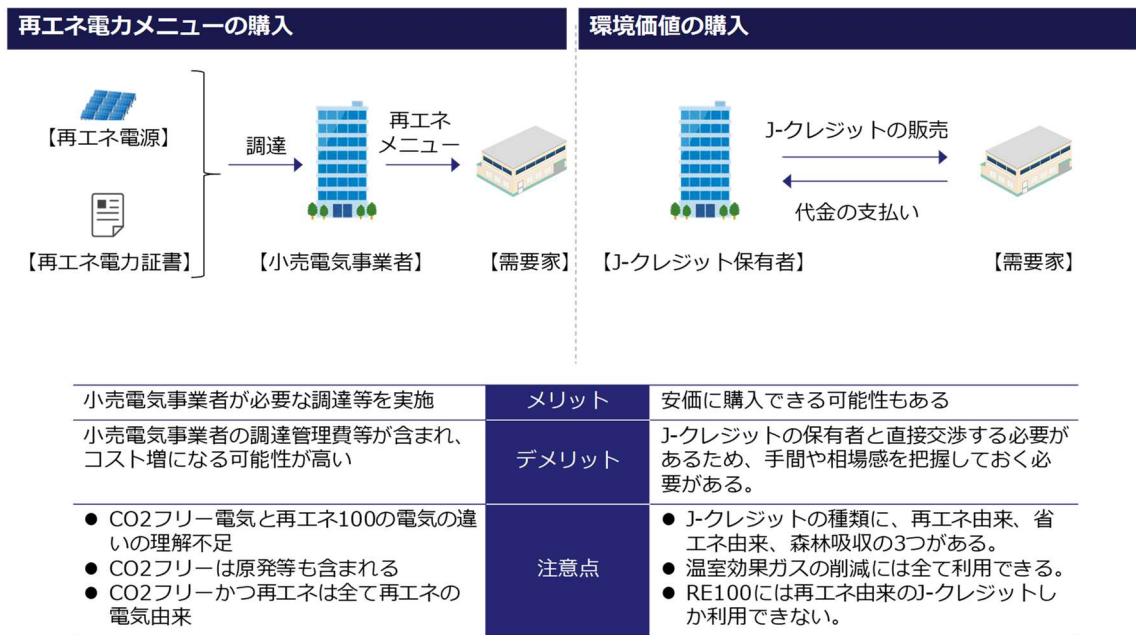 再エネ電力メニューの購入
【再エネ電源】
【再エネ電力証書】
調達
【小売電気事業者】
再エネ
メニュー
【需要家】
環境価値の購入
【J-クレジット保有者】
J-クレジットの販売
代金の支払い
【需要家】
小売電気事業者が必要な調達等を実施
メリット
安価に購入できる可能性もある
小売電気事業者の調達管理費等が含まれ、
コスト増になる可能性が高い
デメリット
J-クレジットの保有者と直接交渉する必要が
あるため、手間や相場感を把握しておく必
要がある。
● CO2フリー電気と再エネ100の電気の違
いの理解不足
● CO2フリーは原発等も含まれる
● CO2フリーかつ再エネは全て再エネの
電気由来
注意点
● J-クレジットの種類に、再エネ由来、省
エネ由来、森林吸収の3つがある。
● 温室効果ガスの削減には全て利用できる。
● RE100には再エネ由来のJ-クレジットし
か利用できない。